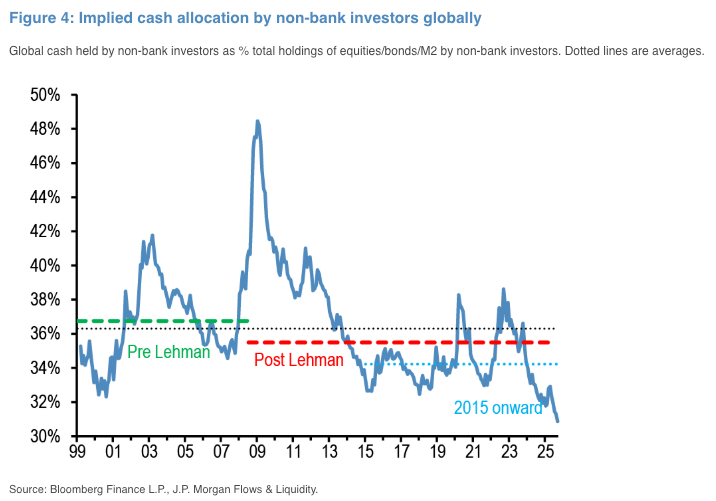 Figure 4: Implied cash allocation by non-bank investors globally
Global cash held by non-bank investors as % total holdings of equities/bonds/M2 by non-bank investors. Dotted lines are averages.
50%
48%
46%
44%
42%
40%
38%
36%
34%
32%
30%
Pre Lehman
Post Lehman
2015 onward
99 01 03 05 07 09 11 13 15 17 19 21 23 25
Source: Bloomberg Finance L.P., J.P. Morgan Flows & Liquidity.